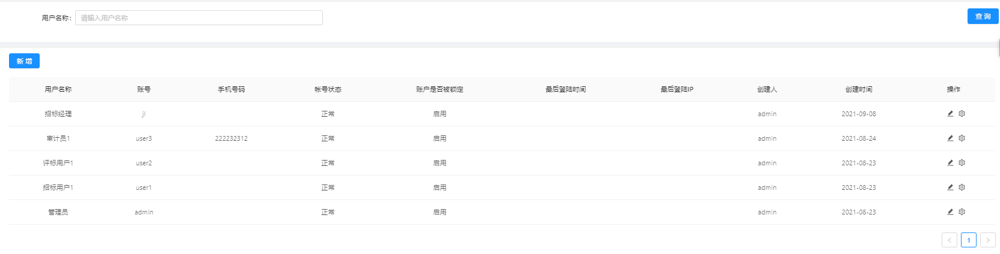 用户名称: 请输入用户名称 查 询
新 增
用户名称 账号 手机号码 帐号状态 账户是否被锁定 最后登陆时间 最后登陆IP 创建人 创建时间 操作
招标经理 jl 正常 启用 admin 2021-09-08
审计员1 user3 222232312 正常 启用 admin 2021-08-24
评标用户1 user2 正常 启用 admin 2021-08-23
招标用户1 user1 正常 启用 admin 2021-08-23
管理员 admin 正常 启用 admin 2021-08-23
1